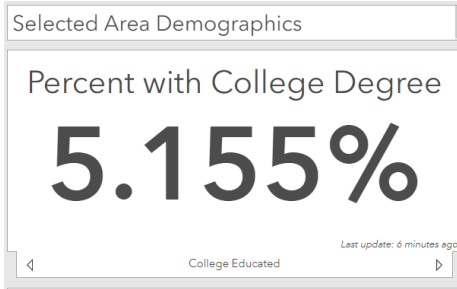 Selected Area Demographics
Percent with College Degree
5.155%
Last update: 6 minutes ago
College Educated